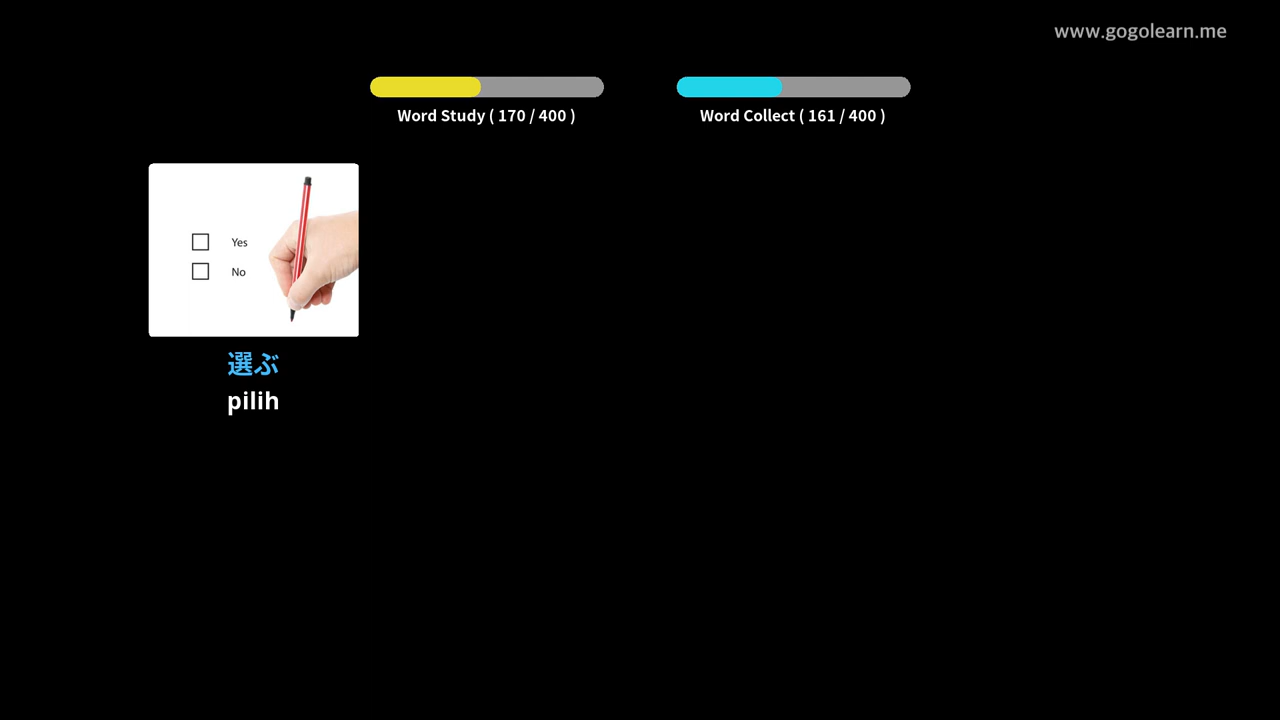 www.gogolearn.me
Word Study ( 170 / 400 )
Word Collect ( 161 / 400 )
Yes
No
選ぶ
pilih